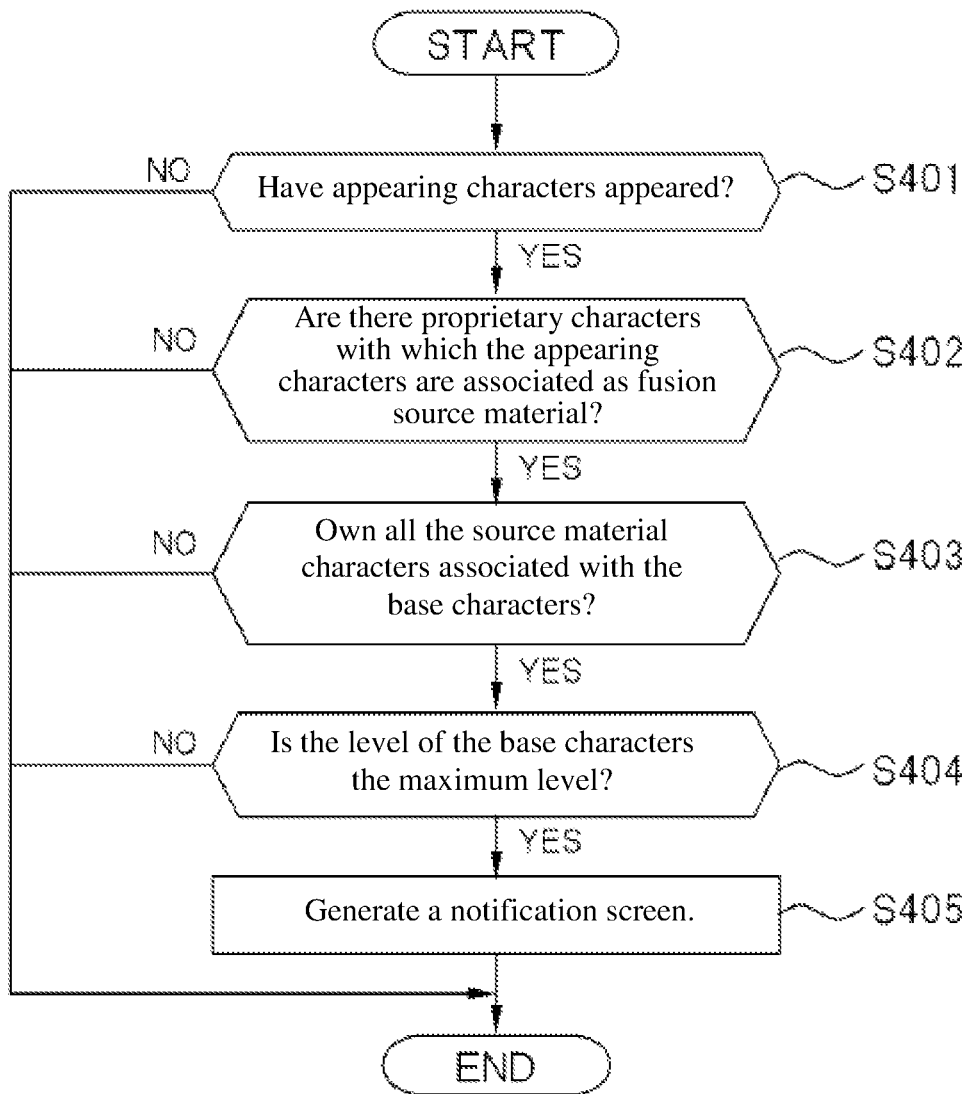 START
NO
Have appearing characters appeared?
S401
YES
NO
Are there proprietary characters
with which the appearing
characters are associated as fusion
source material?
S402
YES
NO
Own all the source material
characters associated with the
base characters?
S403
YES
NO
Is the level of the base characters
the maximum level?
S404
YES
Generate a notification screen.
S405
END